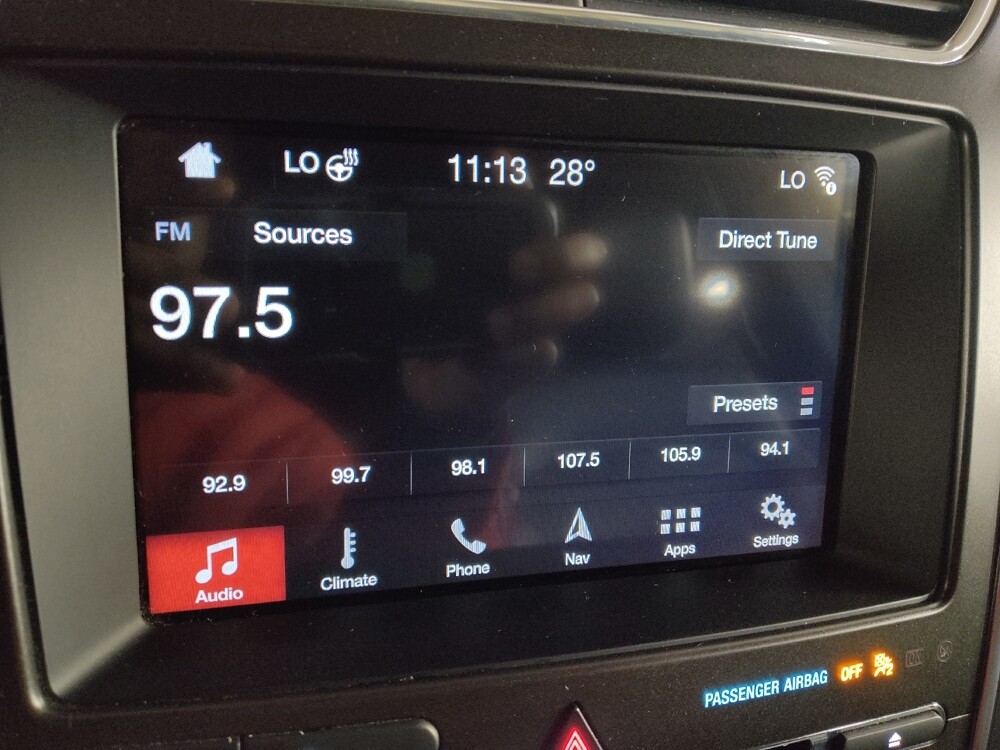 LO 11:13 28° LO
FM Sources Direct Tune
97.5
Presets
92.9 99.7 98.1 107.5 105.9 94.1
Audio Climate Phone Nav Apps Settings
PASSENGER AIRBAG OFF 2